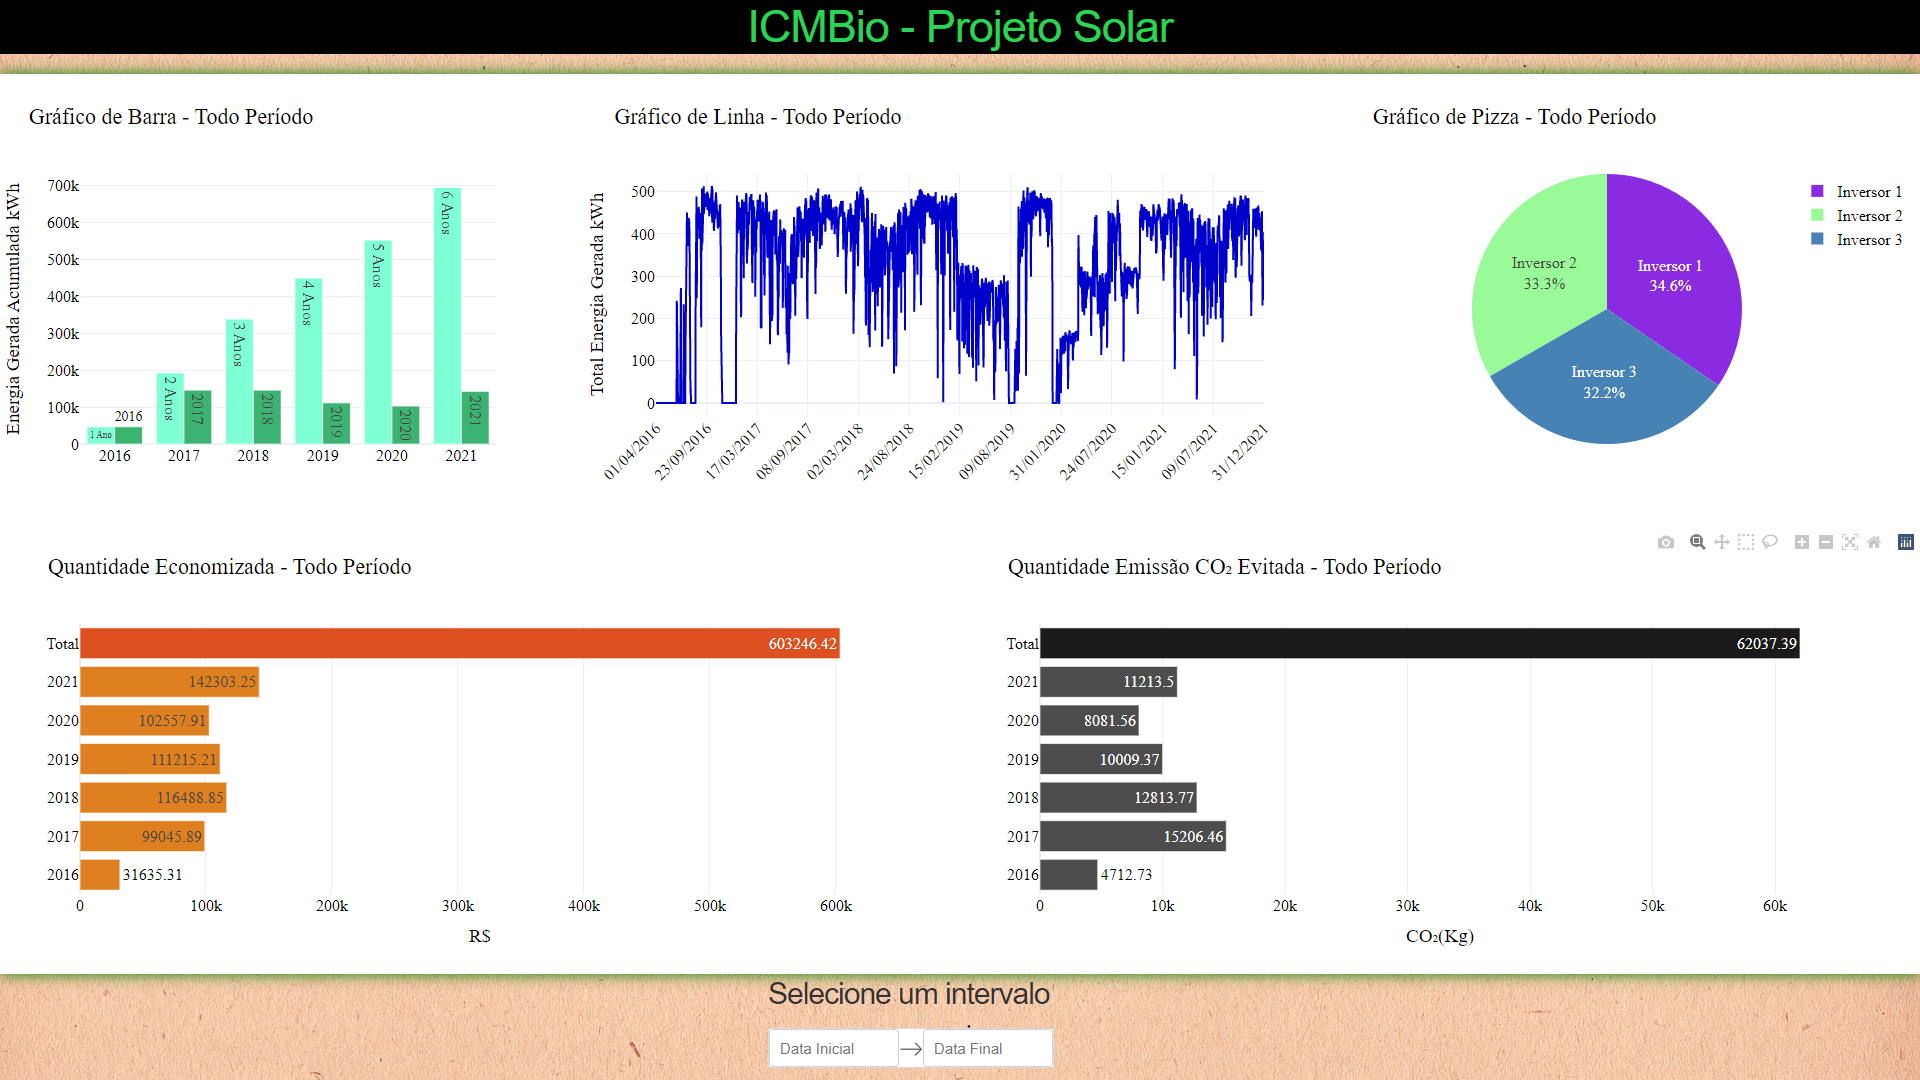 ICMBio - Projeto Solar
Gráfico de Barra - Todo Período
Energia Gerada Acumulada kWh
700k
600k
500k
400k
300k
200k
100k
0
1 Ano
2016
2 Anos
2017
3 Anos
2018
4 Anos
2019
5 Anos
2020
6 Anos
2021
2016 2017 2018 2019 2020 2021
Gráfico de Linha - Todo Período
Total Energia Gerada kWh
500
400
300
200
100
0
01/04/2016 23/09/2016 17/03/2017 08/09/2017 02/03/2018 24/08/2018 15/02/2019 09/08/2019 31/01/2020 24/07/2020 15/01/2021 09/07/2021 31/12/2021
Gráfico de Pizza - Todo Período
Inversor 1
34.6%
Inversor 2
33.3%
Inversor 3
32.2%
Inversor 1
Inversor 2
Inversor 3
Quantidade Economizada - Todo Período
Total 603246.42
2021 142303.25
2020 102557.91
2019 111215.21
2018 116488.85
2017 99045.89
2016 31635.31
0 100k 200k 300k 400k 500k 600k
R$
Quantidade Emissão CO₂ Evitada - Todo Período
Total 62037.39
2021 11213.5
2020 8081.56
2019 10009.37
2018 12813.77
2017 15206.46
2016 4712.73
0 10k 20k 30k 40k 50k 60k
CO₂(Kg)
Selecione um intervalo
Data Inicial → Data Final